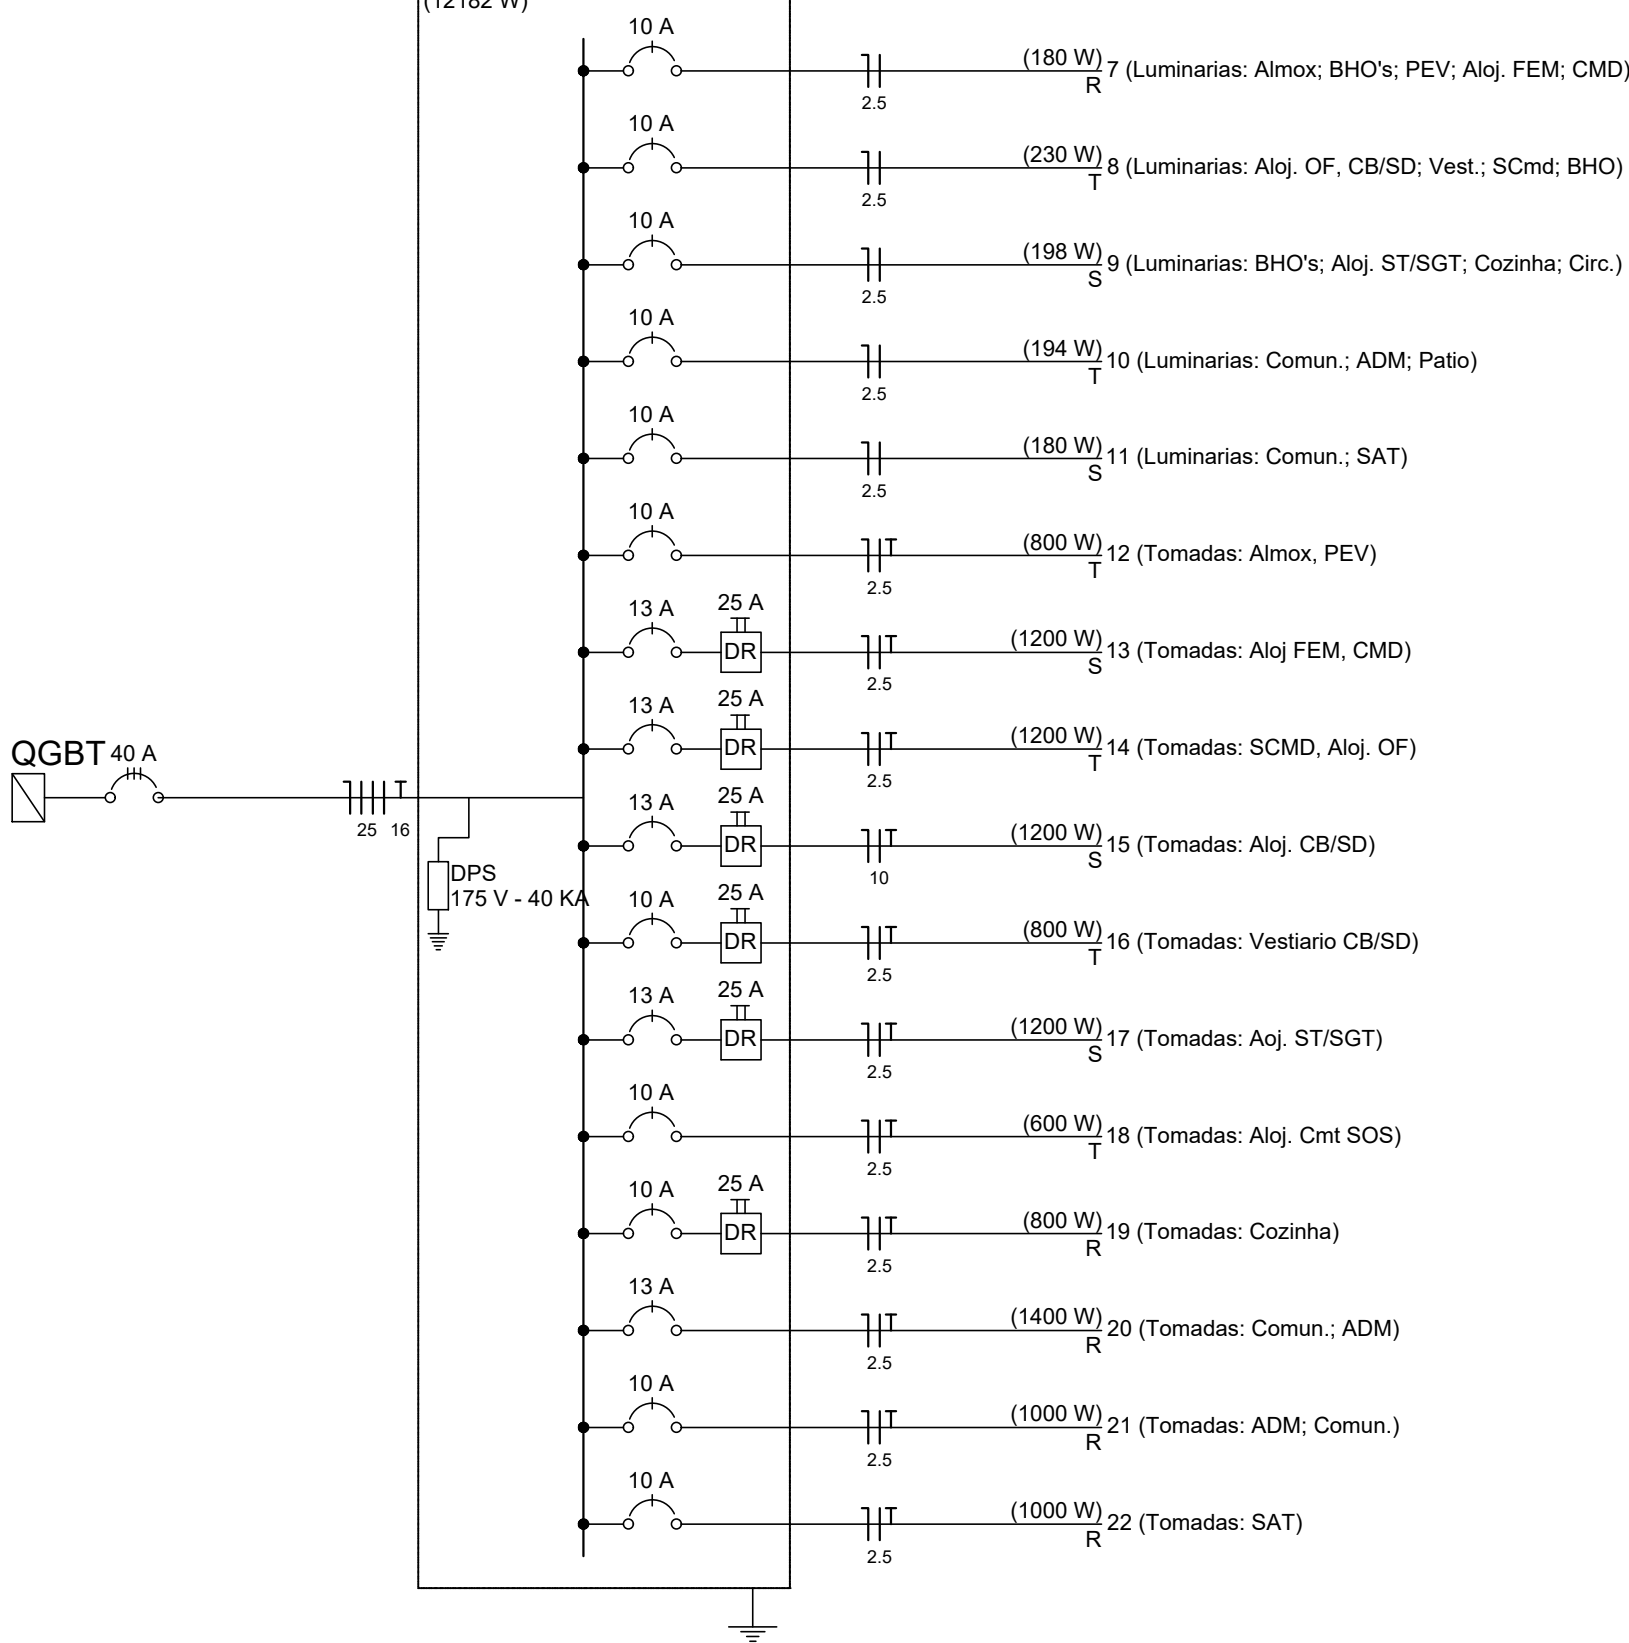 (12182 W)
10 A
(180 W)
7 (Luminarias: Almox; BHO's; PEV; Aloj. FEM; CMD)
R
2.5
10 A
(230 W)
8 (Luminarias: Aloj. OF, CB/SD; Vest.; SCmd; BHO)
T
2.5
10 A
(198 W)
9 (Luminarias: BHO's; Aloj. ST/SGT; Cozinha; Circ.)
S
2.5
10 A
(194 W)
10 (Luminarias: Comun.; ADM; Patio)
T
2.5
10 A
(180 W)
11 (Luminarias: Comun.; SAT)
S
2.5
10 A
(800 W)
12 (Tomadas: Almox, PEV)
T
2.5
13 A
25 A
DR
(1200 W)
13 (Tomadas: Aloj FEM, CMD)
S
2.5
13 A
25 A
DR
(1200 W)
14 (Tomadas: SCMD, Aloj. OF)
T
2.5
QGBT
40 A
25
16
DPS
175 V - 40 KA
13 A
25 A
DR
(1200 W)
15 (Tomadas: Aloj. CB/SD)
S
10
10 A
25 A
DR
(800 W)
16 (Tomadas: Vestiario CB/SD)
T
2.5
13 A
25 A
DR
(1200 W)
17 (Tomadas: Aoj. ST/SGT)
S
2.5
10 A
(600 W)
18 (Tomadas: Aloj. Cmt SOS)
T
2.5
10 A
25 A
DR
(800 W)
19 (Tomadas: Cozinha)
R
2.5
13 A
(1400 W)
20 (Tomadas: Comun.; ADM)
R
2.5
10 A
(1000 W)
21 (Tomadas: ADM; Comun.)
R
2.5
10 A
(1000 W)
22 (Tomadas: SAT)
R
2.5